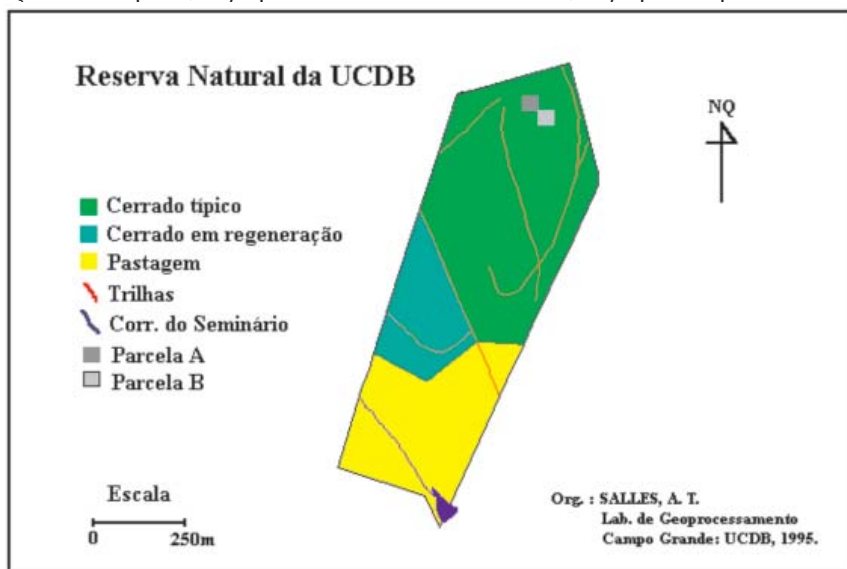 Reserva Natural da UCDB
NQ
Cerrado típico
Cerrado em regeneração
Pastagem
Trilhas
Corr. do Seminário
Parcela A
Parcela B
Escala
0 250m
Org. : SALLES, A. T.
Lab. de Geoprocessamento
Campo Grande: UCDB, 1995.